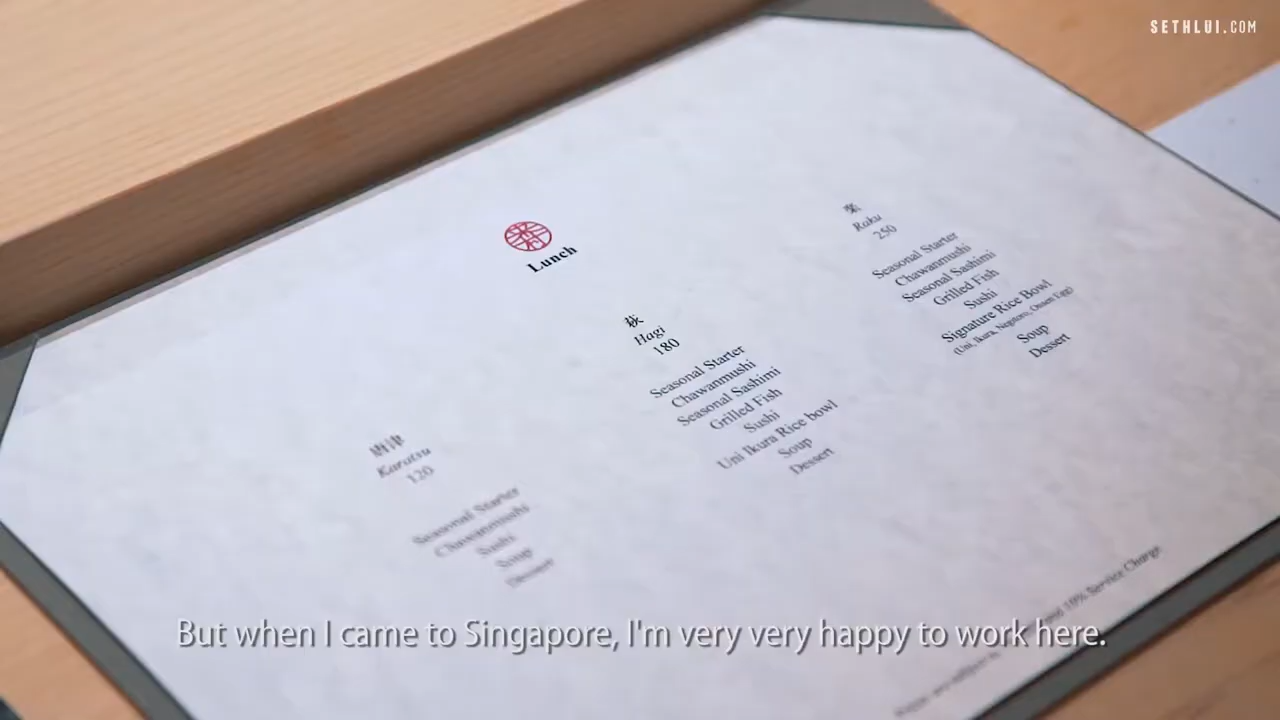 SETHLUI.COM
Lunch
唐津
Karatsu
120
Seasonal Starter
Chawanmushi
Sushi
Soup
Dessert
萩
Hagi
180
Seasonal Starter
Chawanmushi
Seasonal Sashimi
Grilled Fish
Sushi
Uni Ikura Rice bowl
Soup
Dessert
Raku
250
Seasonal Starter
Chawanmushi
Seasonal Sashimi
Grilled Fish
Sushi
Signature Rice Bowl
(Uni, Ikura, Negitoro, Onsen Egg)
Soup
Dessert
10% Service Charge
But when I came to Singapore, I'm very very happy to work here.